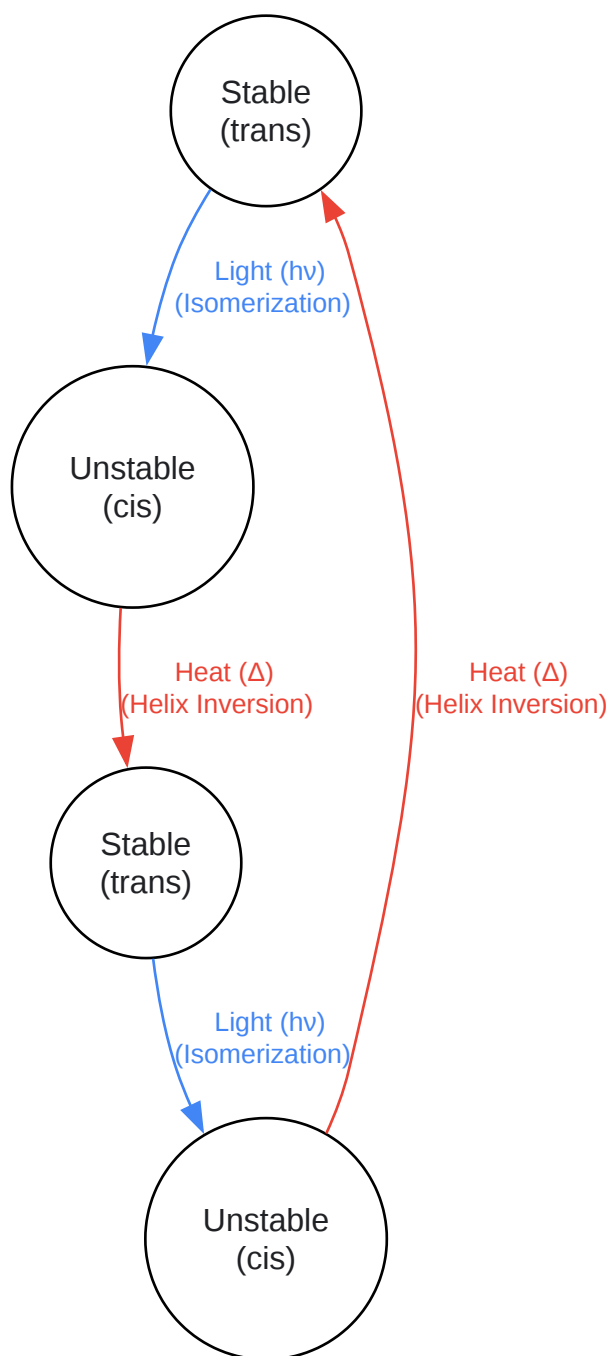 Stable
(trans)
Light (hν)
(Isomerization)
Unstable
(cis)
Heat (Δ)
(Helix Inversion)
Heat (Δ)
(Helix Inversion)
Stable
(trans)
Light (hν)
(Isomerization)
Unstable
(cis)